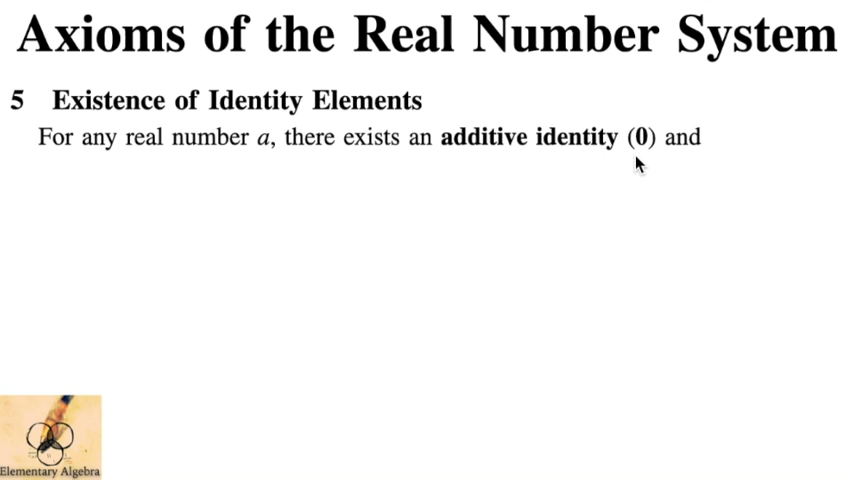 Axioms of the Real Number System
5 Existence of Identity Elements
For any real number a, there exists an additive identity (0) and
Elementary Algebra